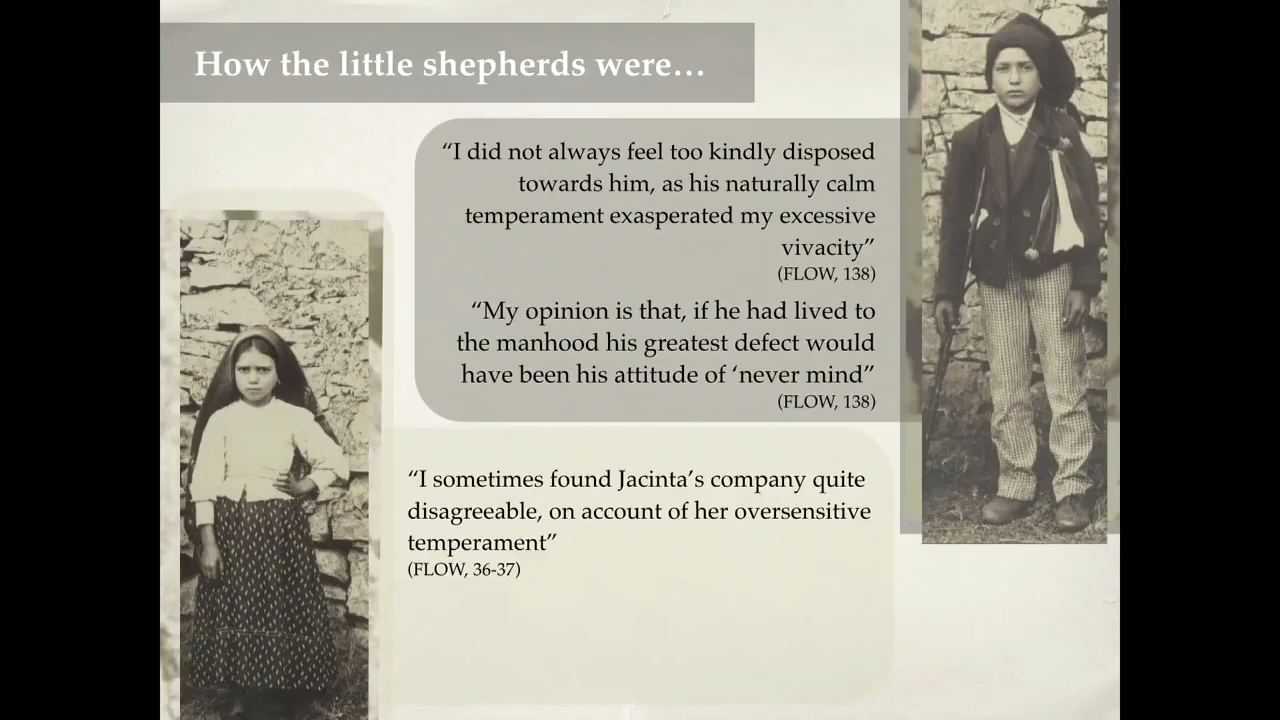 How the little shepherds were…
“I did not always feel too kindly disposed
towards him, as his naturally calm
temperament exasperated my excessive
vivacity”
(FLOW, 138)
“My opinion is that, if he had lived to
the manhood his greatest defect would
have been his attitude of ‘never mind”
(FLOW, 138)
“I sometimes found Jacinta’s company quite
disagreeable, on account of her oversensitive
temperament”
(FLOW, 36-37)